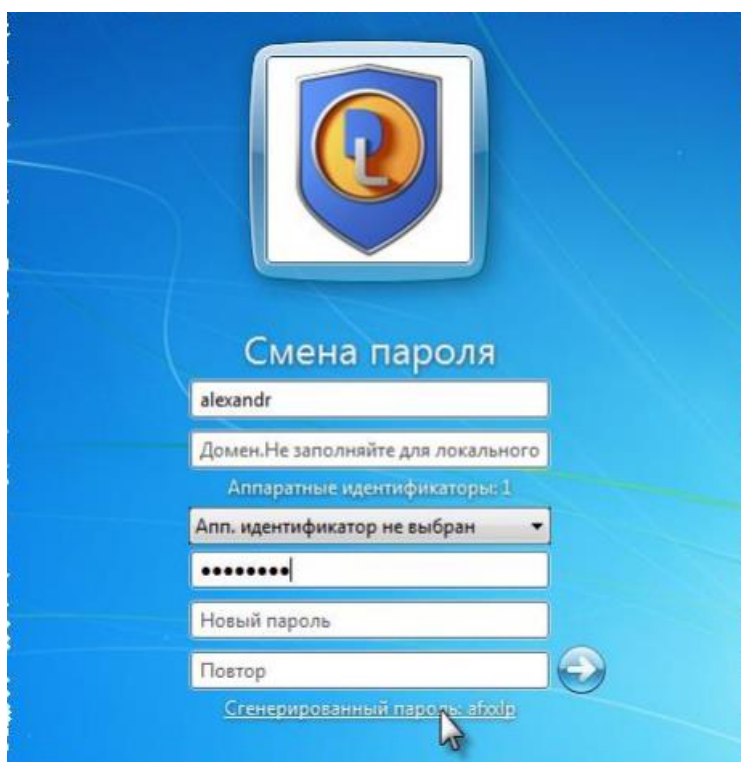 DL
Смена пароля
alexandr
Домен.Не заполняйте для локального
Аппаратные идентификаторы: 1
Апп. идентификатор не выбран
●●●●●●●●●
Новый пароль
Повтор
Сгенерированный пароль: